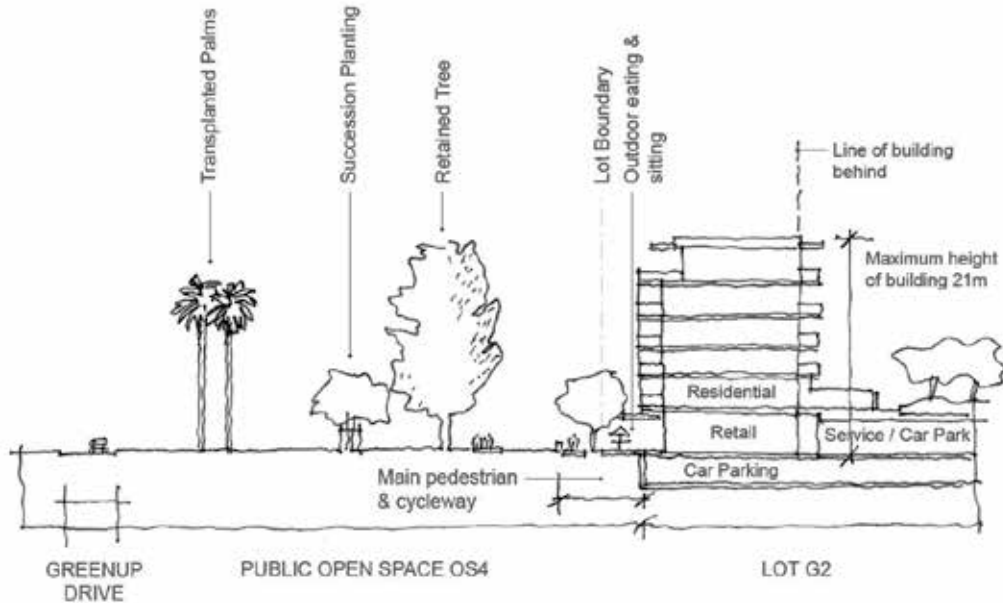 Transplanted Palms
Succession Planting
Retained Tree
Lot Boundary
Outdoor eating &
sitting
Line of building
behind
Maximum height
of building 21m
Residential
Retail
Service / Car Park
Car Parking
Main pedestrian
& cycleway
GREENUP
DRIVE
PUBLIC OPEN SPACE OS4
LOT G2